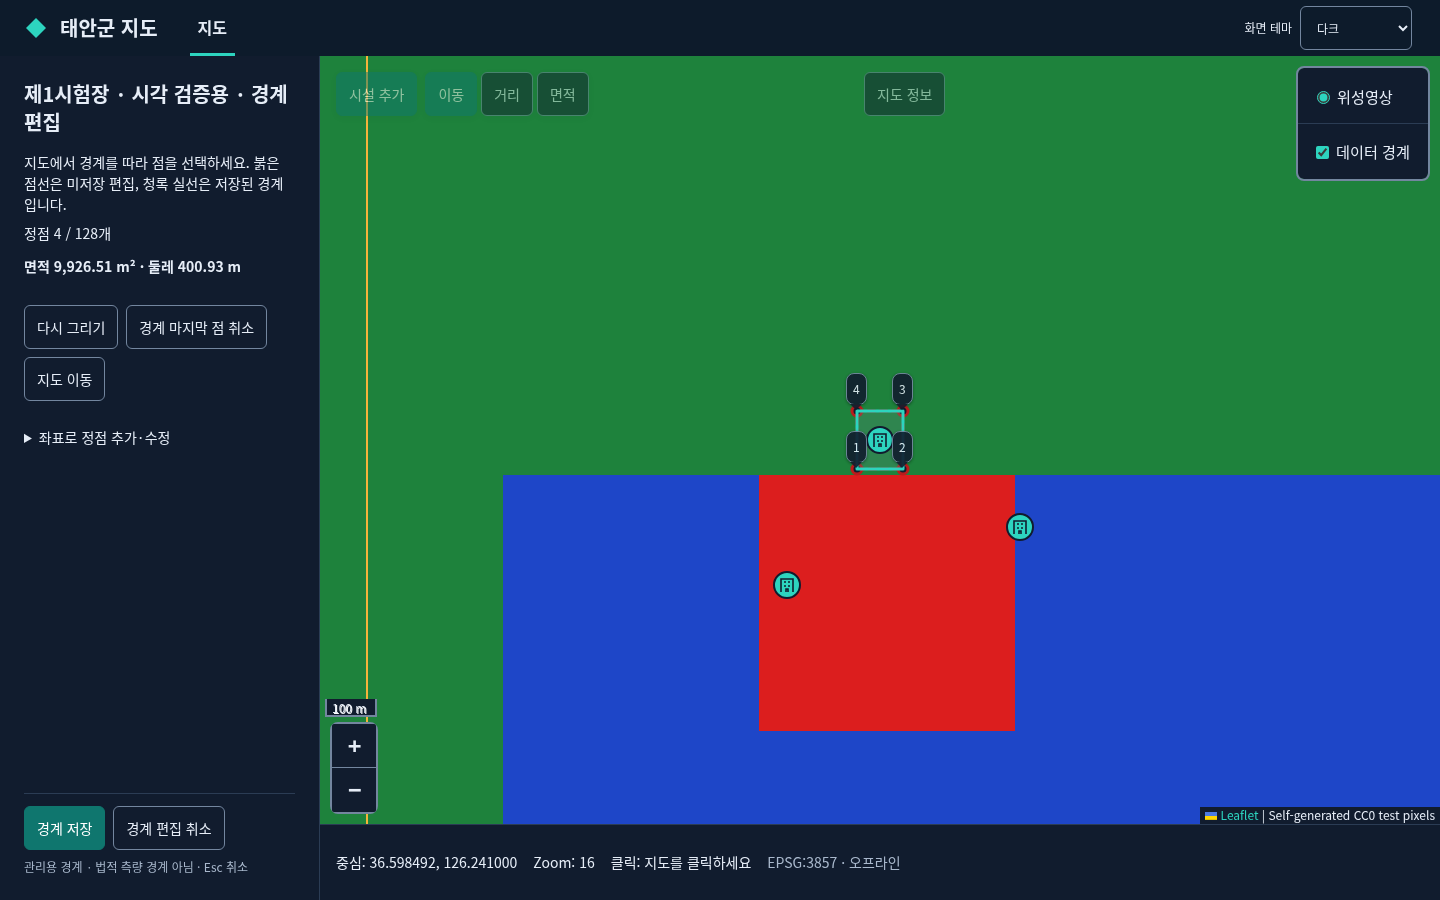 태안군 지도
지도
화면 테마
다크
제1시험장 · 시각 검증용 · 경계
편집
지도에서 경계를 따라 점을 선택하세요. 붉은
점선은 미저장 편집, 청록 실선은 저장된 경계
입니다.
정점 4 / 128개
면적 9,926.51 m² · 둘레 400.93 m
다시 그리기
경계 마지막 점 취소
지도 이동
좌표로 정점 추가·수정
경계 저장
경계 편집 취소
관리용 경계 · 법적 측량 경계 아님 · Esc 취소
시설 추가
이동
거리
면적
지도 정보
위성영상
데이터 경계
4
3
1
2
100 m
+
−
Leaflet | Self-generated CC0 test pixels
중심: 36.598492, 126.241000 Zoom: 16 클릭: 지도를 클릭하세요 EPSG:3857 · 오프라인